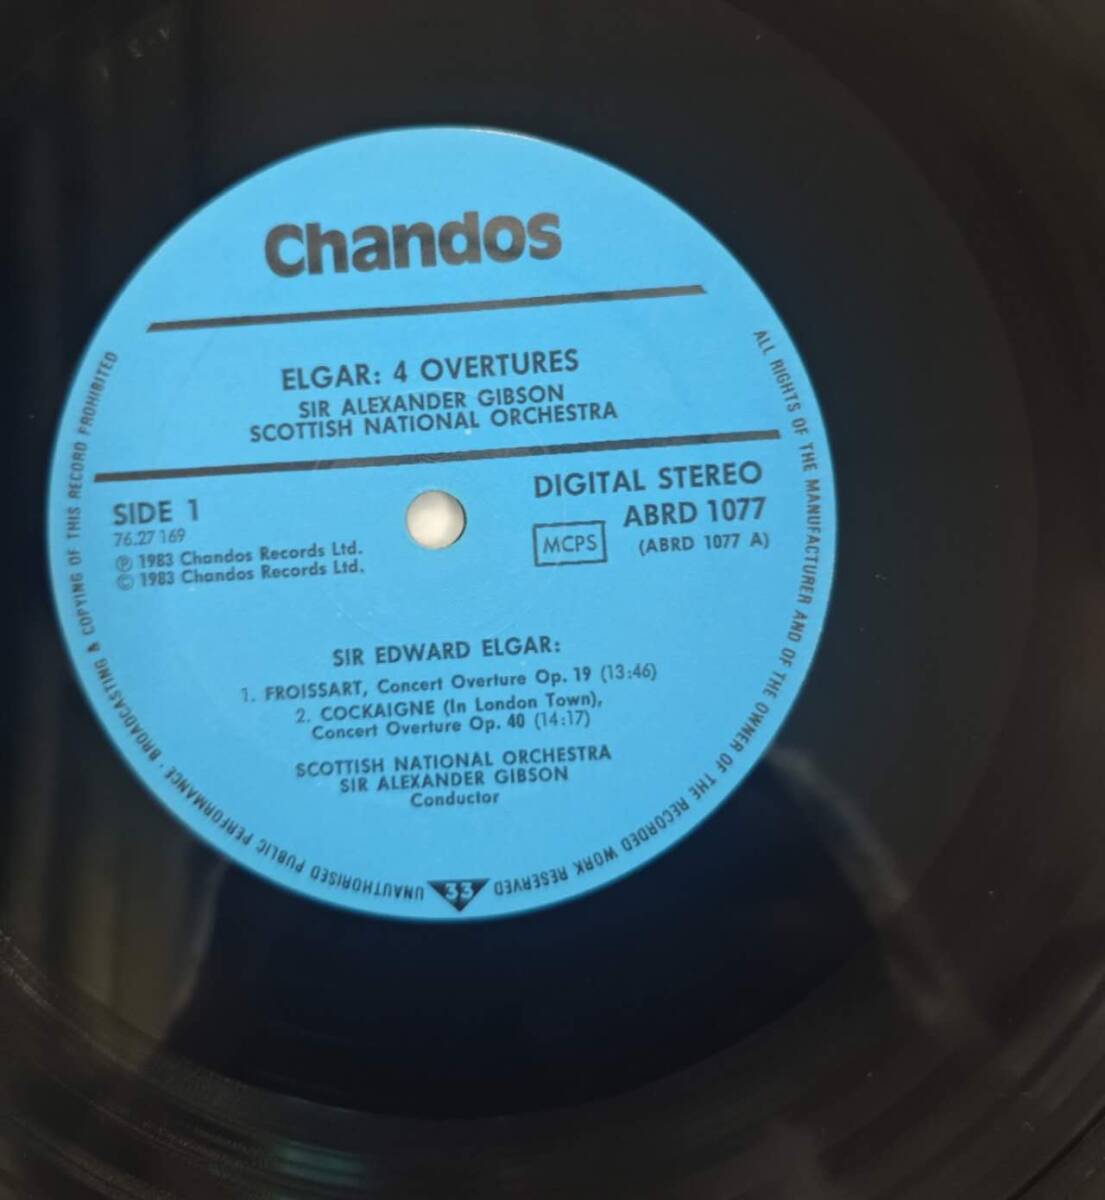 Chandos
ELGAR: 4 OVERTURES
SIR ALEXANDER GIBSON
SCOTTISH NATIONAL ORCHESTRA
SIDE 1
76.27 169
℗ 1983 Chandos Records Ltd.
© 1983 Chandos Records Ltd.
DIGITAL STEREO
ABRD 1077
MCPS (ABRD 1077 A)
SIR EDWARD ELGAR:
1. FROISSART, Concert Overture Op. 19 (13:46)
2. COCKAIGNE (In London Town),
Concert Overture Op. 40 (14:17)
SCOTTISH NATIONAL ORCHESTRA
SIR ALEXANDER GIBSON
Conductor
ALL RIGHTS OF THE MANUFACTURER AND OF THE OWNER OF THE RECORDED WORK RESERVED
33
UNAUTHORISED PUBLIC PERFORMANCE · BROADCASTING & COPYING OF THIS RECORD PROHIBITED